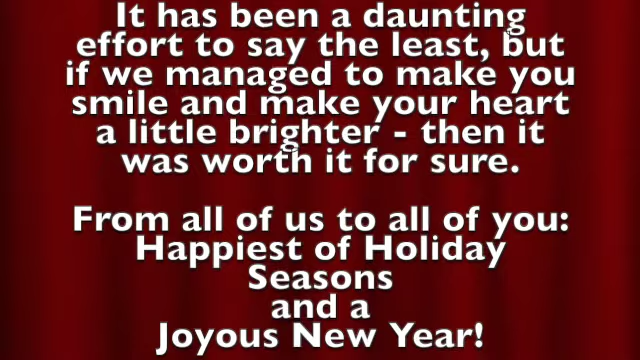 It has been a daunting
effort to say the least, but
if we managed to make you
smile and make your heart
a little brighter - then it
was worth it for sure.
From all of us to all of you:
Happiest of Holiday
Seasons
and a
Joyous New Year!